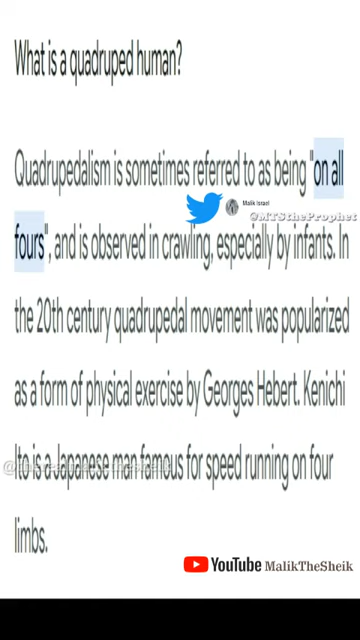 What is a quadruped human?
Quadrupedalism is sometimes referred to as being "on all
Malik Israel
@MTStheProphet
fours", and is observed in crawling, especially by infants. In
the 20th century quadrupedal movement was popularized
as a form of physical exercise by Georges Hebert. Kenichi
Ito is a Japanese man famous for speed running on four
limbs.
YouTube MalikTheSheik